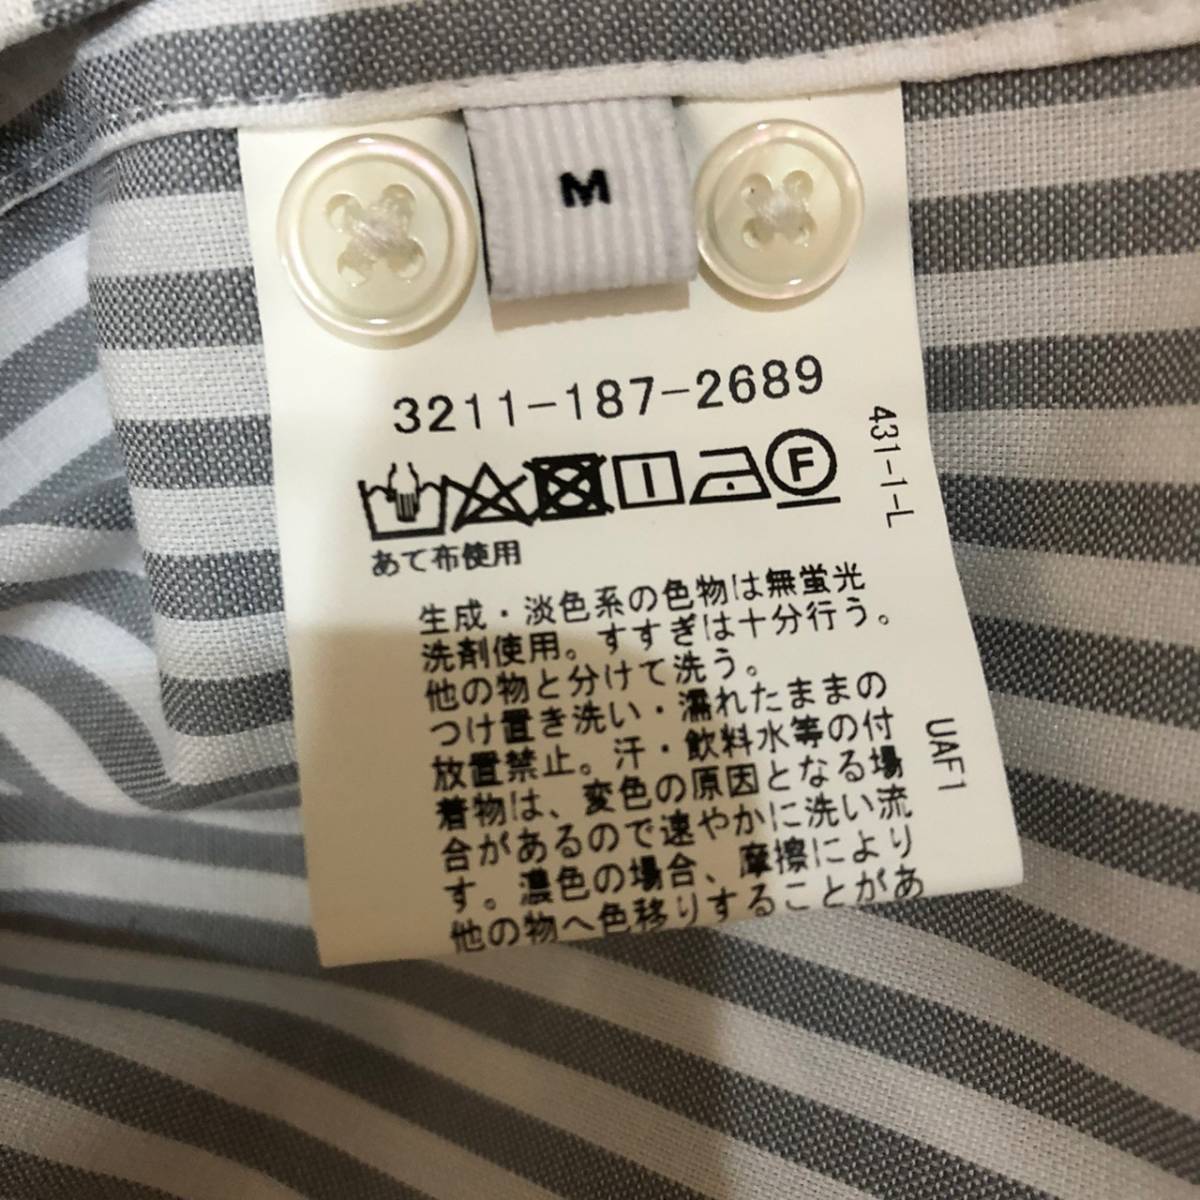 M
3211-187-2689
F
あて布使用
生成・淡色系の色物は無蛍光
洗剤使用。すすぎは十分行う。
他の物と分けて洗う。
つけ置き洗い・濡れたままの
放置禁止。汗・飲料水等の付
着物は、変色の原因となる場
合があるので速やかに洗い流
す。濃色の場合、摩擦により
他の物へ色移りすることがあ
431-1-L
UAF1